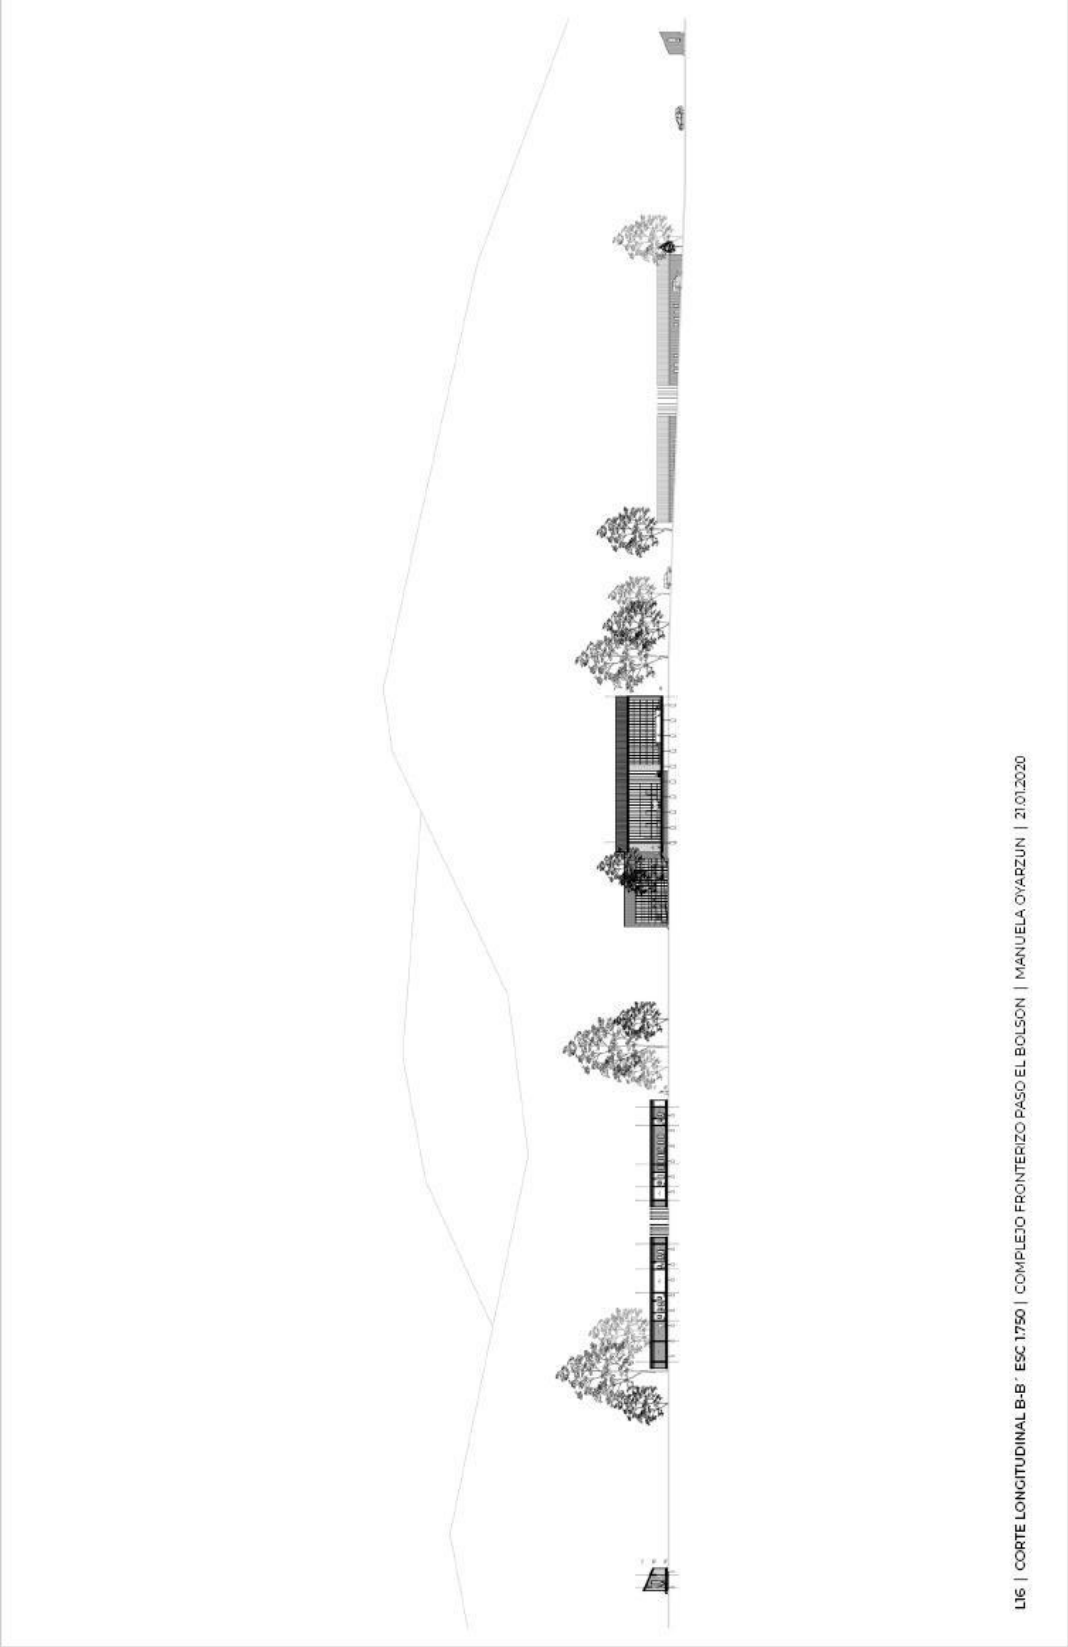 L16 | CORTE LONGITUDINAL B-B´ ESC 1:750 | COMPLEJO FRONTERIZO PASO EL BOLSON | MANUELA OYARZUN | 21.01.2020